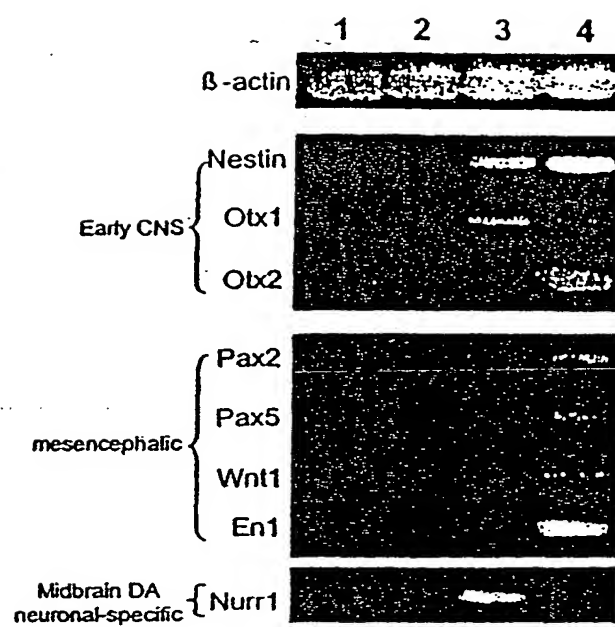 1 2 3 4
ß-actin
Nestin
Otx1
Early CNS
Otx2
Pax2
Pax5
mesencephalic
Wnt1
En1
Midbrain DA
neuronal-specific
Nurr1